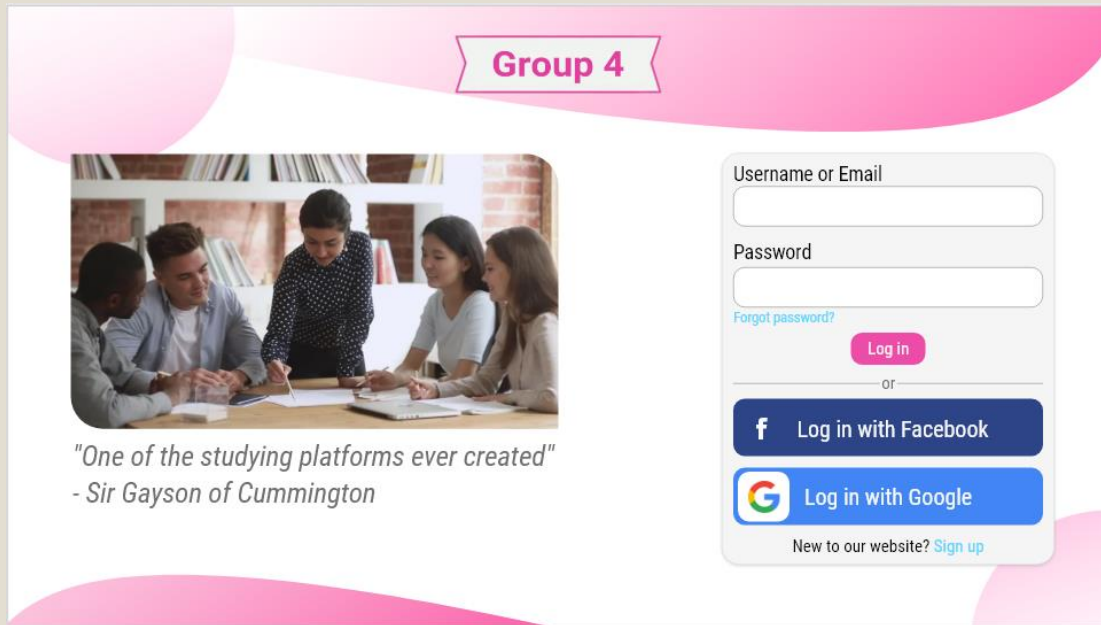 Group 4
"One of the studying platforms ever created"
- Sir Gayson of Cummington
Username or Email
Password
Forgot password?
Log in
or
f Log in with Facebook
G Log in with Google
New to our website? Sign up